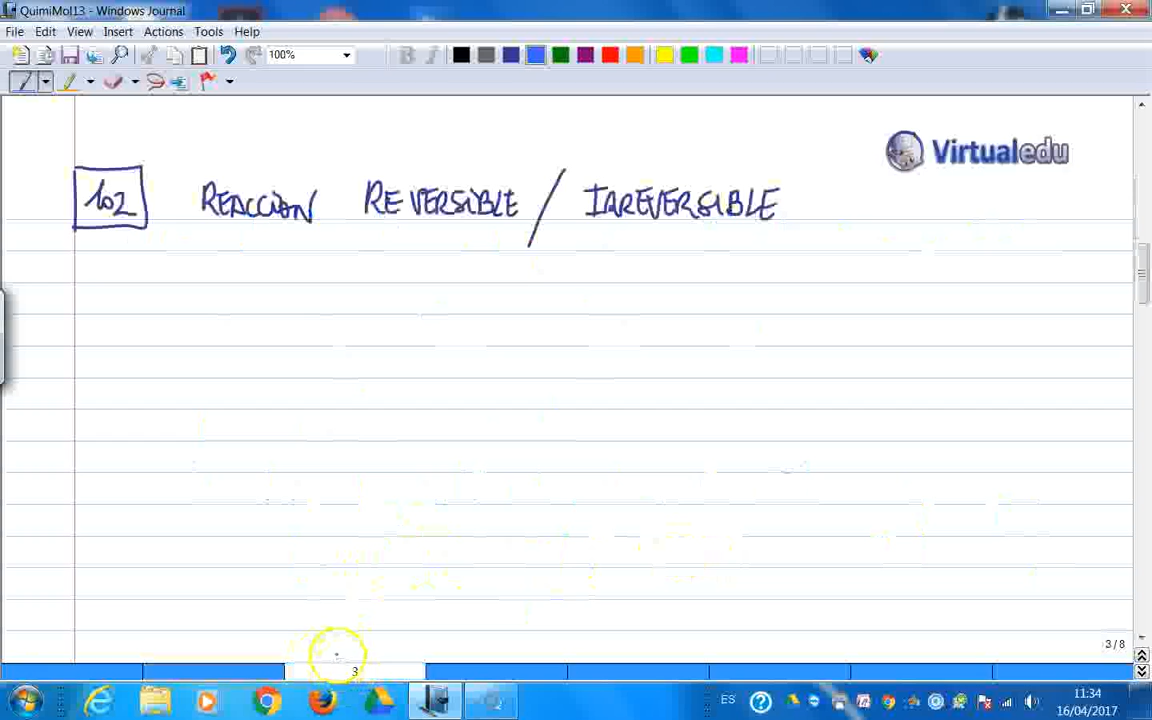 QuimiMol13 - Windows Journal
File Edit View Insert Actions Tools Help
100% B I
Virtualedu
102 REACCION REVERSIBLE / IRREVERSIBLE
3 / 8
3
ES 11:34
16/04/2017